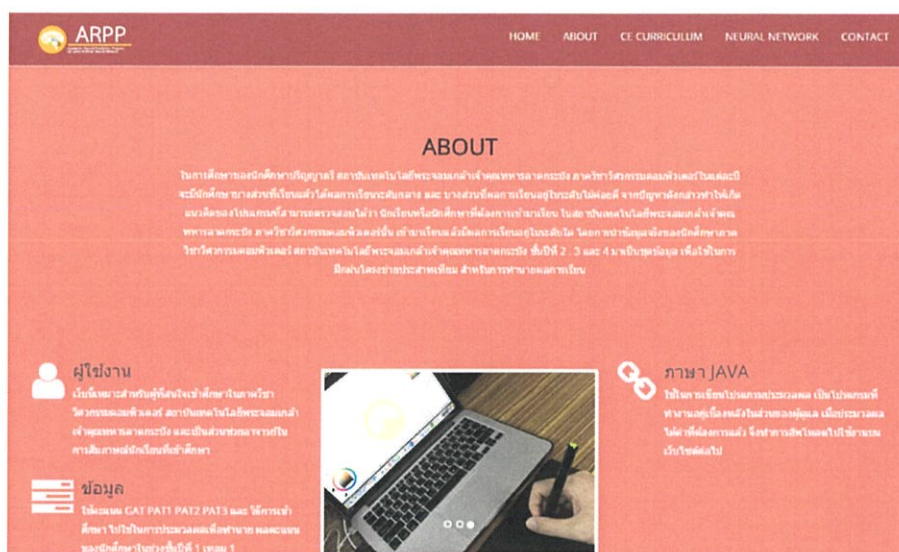 ARPP
HOME ABOUT CE CURRICULUM NEURAL NETWORK CONTACT
ABOUT
ในการศึกษาของนักศึกษาปริญญาตรี สถาบันเทคโนโลยีพระจอมเกล้าเจ้าคุณทหารลาดกระบัง ภาควิชาวิศวกรรมคอมพิวเตอร์ในแต่ละปี
จะมีนักศึกษาบางส่วนที่เรียนแล้วได้ผลการเรียนระดับกลาง และ บางส่วนที่ผลการเรียนอยู่ในระดับไม่ค่อยดี จากปัญหาดังกล่าวทำให้เกิด
แนวคิดของโปรแกรมที่สามารถตรวจสอบได้ว่า นักเรียนหรือนักศึกษาที่ต้องการเข้ามาเรียน ในสถาบันเทคโนโลยีพระจอมเกล้าเจ้าคุณ
ทหารลาดกระบัง ภาควิชาวิศวกรรมคอมพิวเตอร์นั้น เข้ามาเรียนแล้วมีผลการเรียนอยู่ในระดับใด โดยการนำข้อมูลจริงของนักศึกษาภาค
วิชาวิศวกรรมคอมพิวเตอร์ สถาบันเทคโนโลยีพระจอมเกล้าเจ้าคุณทหารลาดกระบัง ชั้นปีที่ 2 , 3 และ 4 มาเป็นชุดข้อมูล เพื่อใช้ในการ
ฝึกฝนโครงข่ายประสาทเทียม สำหรับการทำนายผลการเรียน
ผู้ใช้งาน
เว็บนี้เหมาะสำหรับผู้ที่สนใจเข้าศึกษาในภาควิชา
วิศวกรรมคอมพิวเตอร์ สถาบันเทคโนโลยีพระจอมเกล้า
เจ้าคุณทหารลาดกระบัง และเป็นส่วนช่วยอาจารย์ใน
การสัมภาษณ์นักเรียนที่เข้าศึกษา
ข้อมูล
ใช้คะแนน GAT PAT1 PAT2 PAT3 และ วิธีการเข้า
ศึกษา ไปใช้ในการประมวลผลเพื่อทำนาย ผลคะแนน
ของนักศึกษาในช่วงชั้นปีที่ 1 เทอม 1
ภาษา JAVA
ใช้ในการเขียนโปรแกรมประมวลผล เป็นโปรแกรมที่
ทำงานอยู่เบื้องหลังในส่วนของผู้ดูแล เมื่อประมวลผล
ได้ค่าที่ต้องการแล้ว จึงทำการอัพโหลดไปใช้งานบน
เว็บไซต์ต่อไป